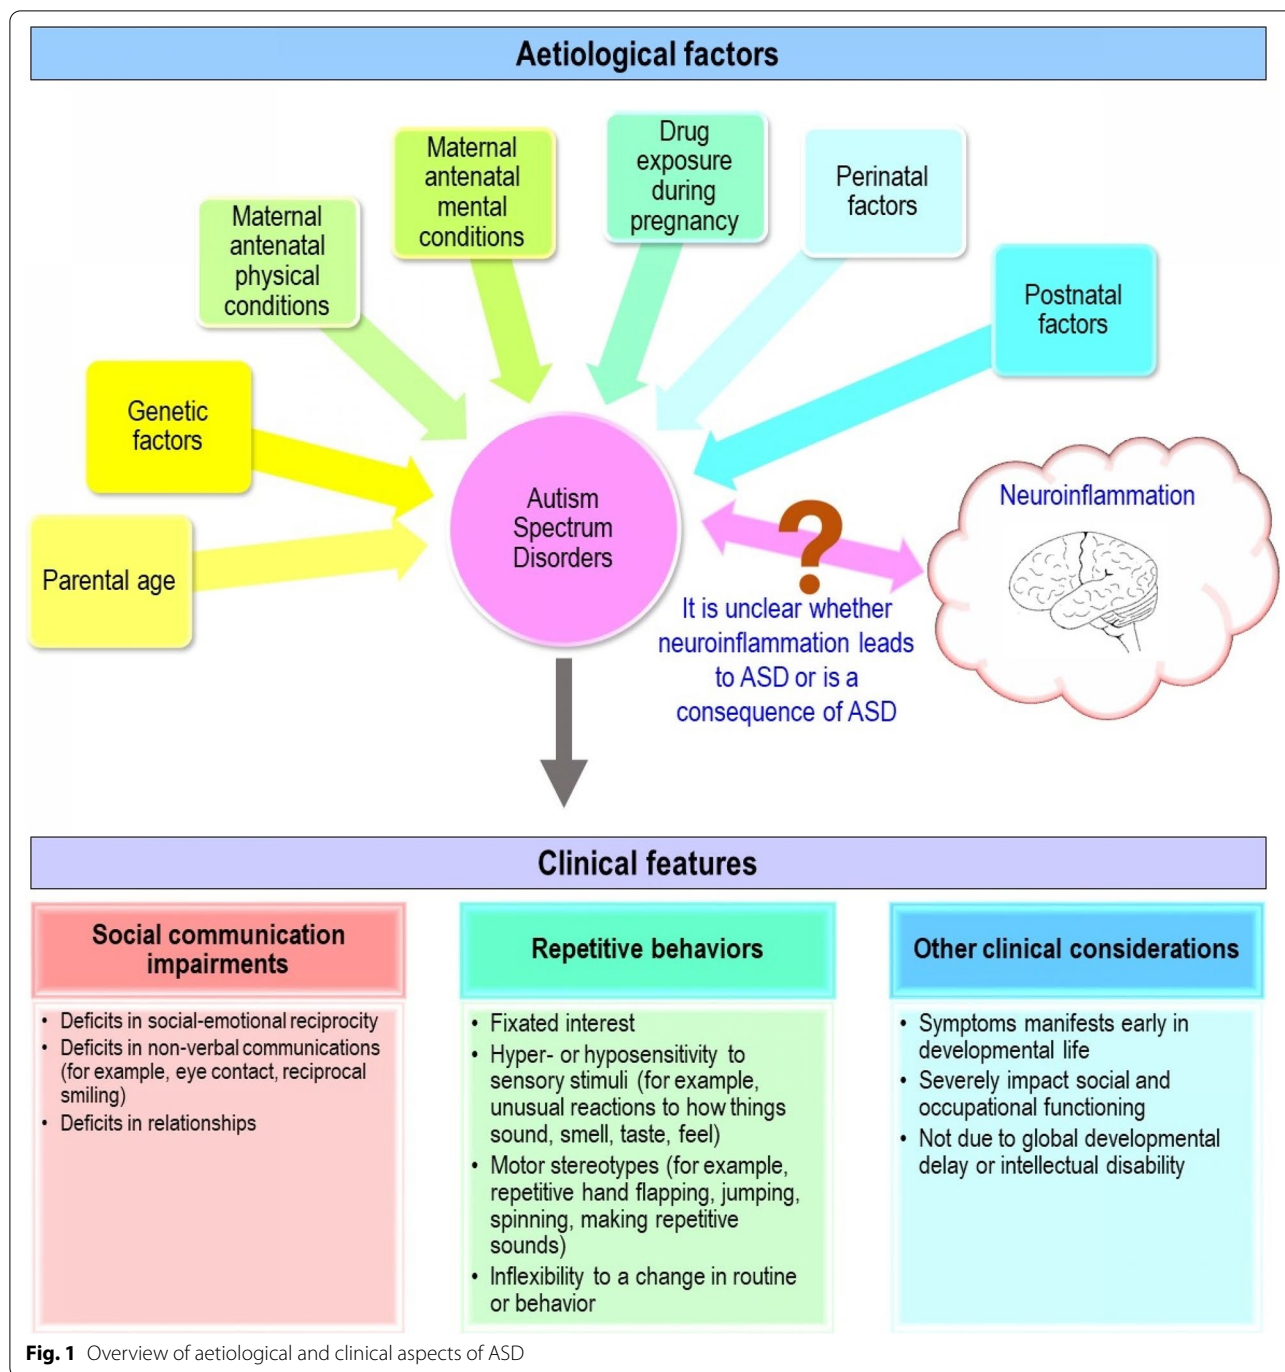 Aetiological factors
Parental age
Genetic
factors
Maternal
antenatal
physical
conditions
Maternal
antenatal
mental
conditions
Drug
exposure
during
pregnancy
Perinatal
factors
Postnatal
factors
Autism
Spectrum
Disorders
?
It is unclear whether
neuroinflammation leads
to ASD or is a
consequence of ASD
Neuroinflammation
Clinical features
Social communication
impairments
• Deficits in social-emotional reciprocity
• Deficits in non-verbal communications
(for example, eye contact, reciprocal
smiling)
• Deficits in relationships
Repetitive behaviors
• Fixated interest
• Hyper- or hyposensitivity to
sensory stimuli (for example,
unusual reactions to how things
sound, smell, taste, feel)
• Motor stereotypes (for example,
repetitive hand flapping, jumping,
spinning, making repetitive
sounds)
• Inflexibility to a change in routine
or behavior
Other clinical considerations
• Symptoms manifests early in
developmental life
• Severely impact social and
occupational functioning
• Not due to global developmental
delay or intellectual disability
Fig. 1 Overview of aetiological and clinical aspects of ASD